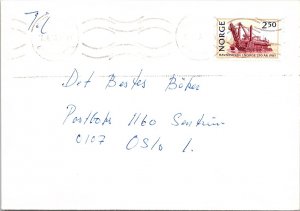 NORGE
2.50
Det Bestes Bøker
Postboks 1160 Sentrum
0107 OSLO 1.